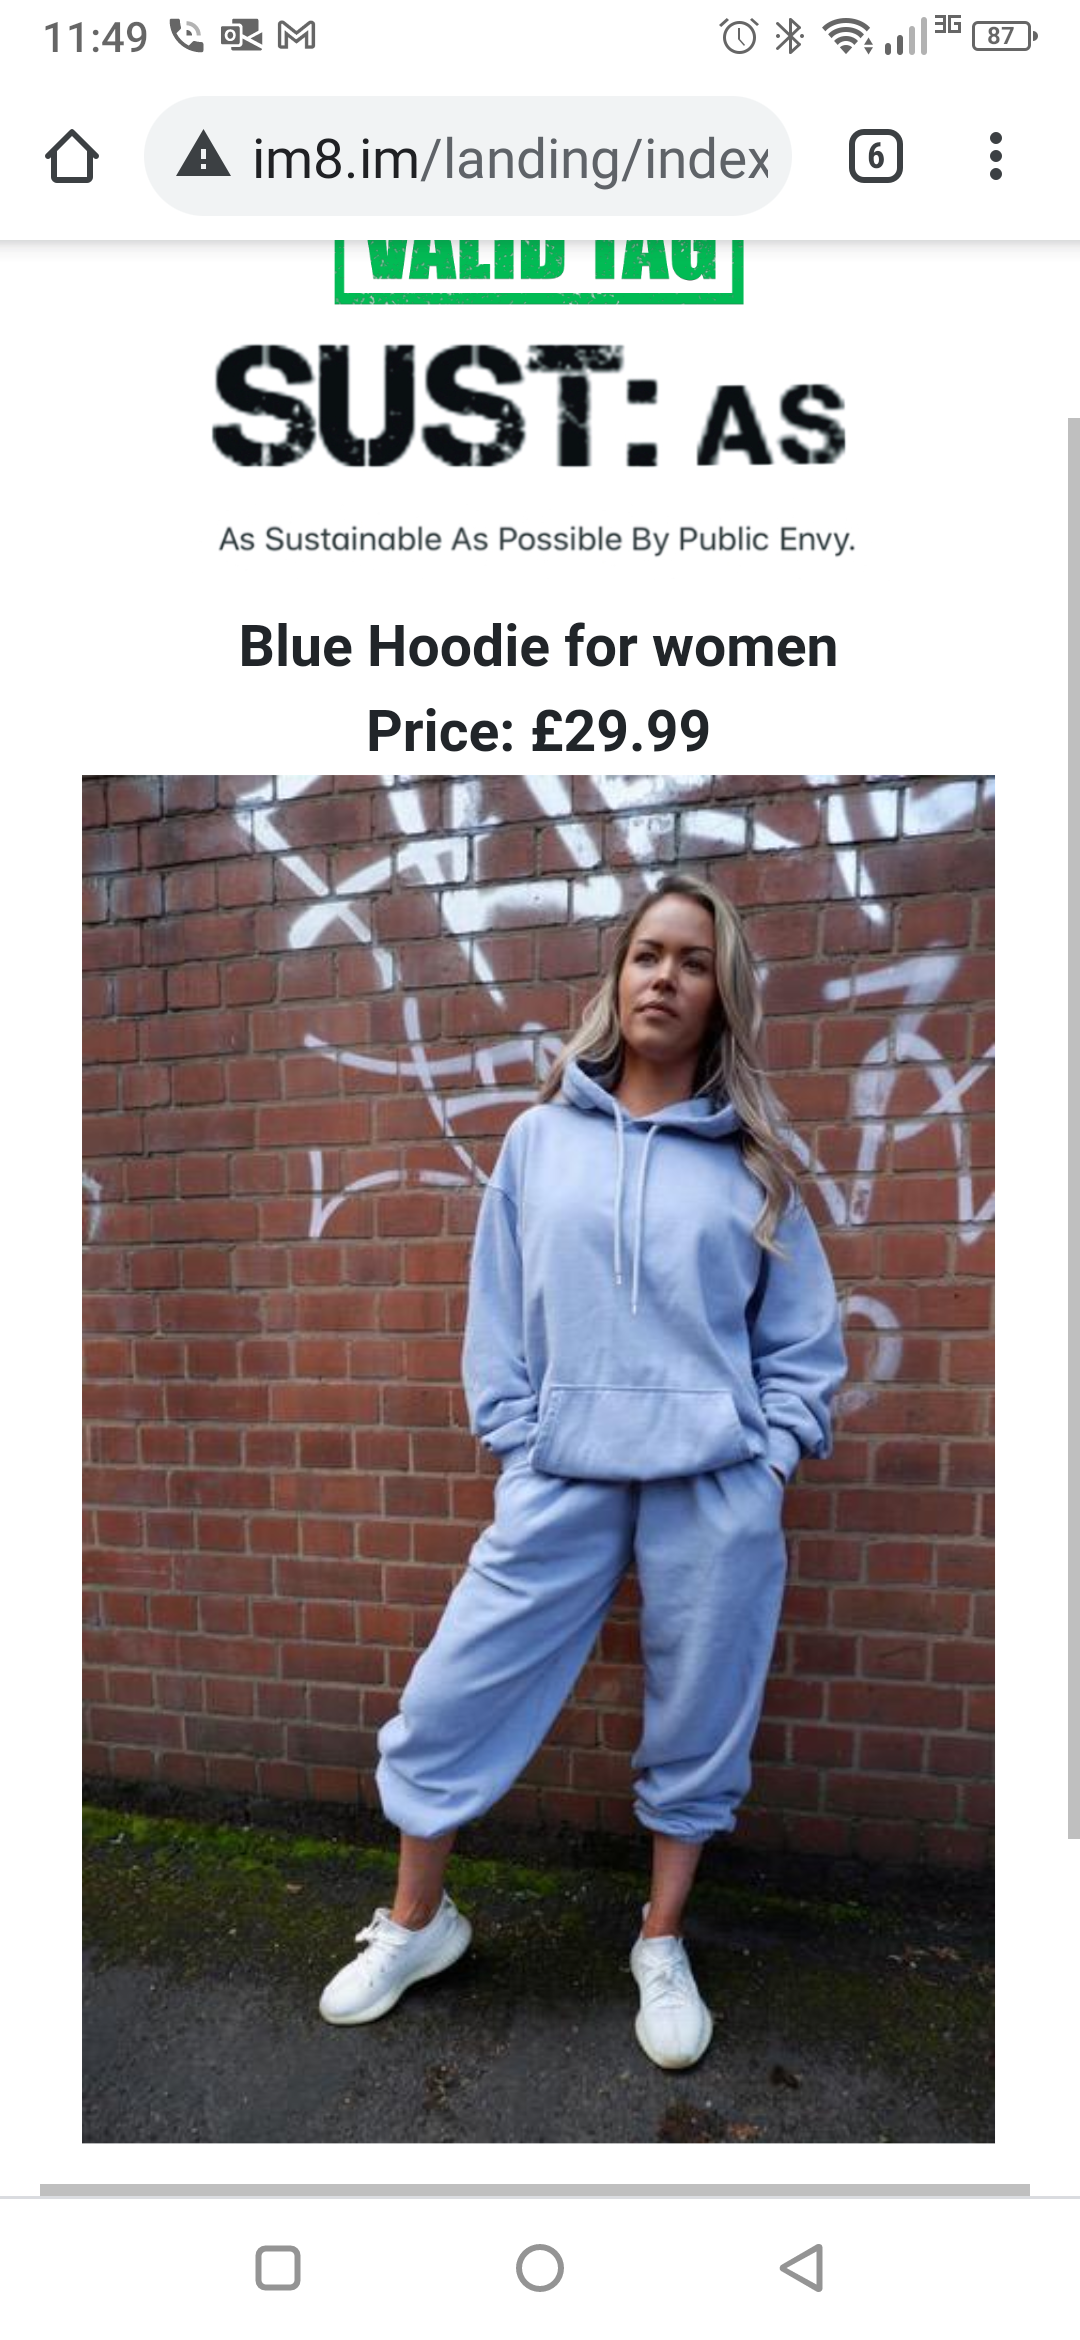 11:49
3G
87
im8.im/landing/index
6
VALID TAG
SUST: AS
As Sustainable As Possible By Public Envy.
Blue Hoodie for women
Price: £29.99